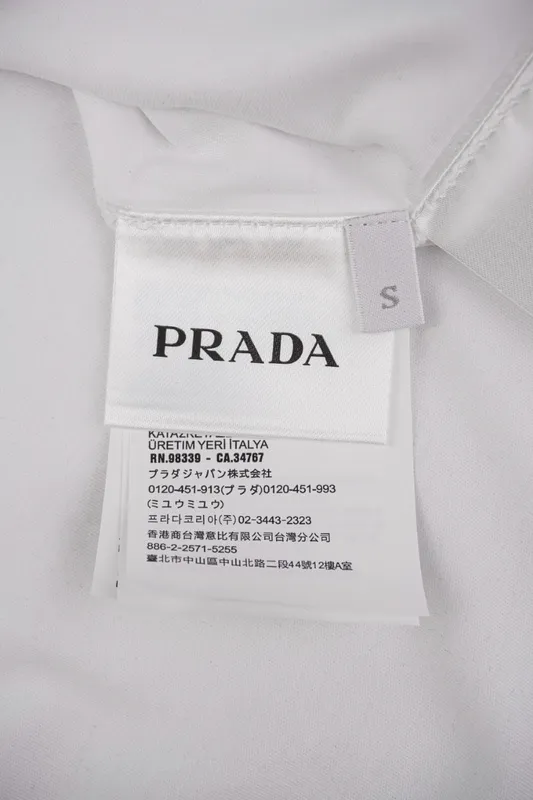 S
PRADA
ÜRETIM YERİ İTALYA
RN.98339 - CA.34767
プラダジャパン株式会社
0120-451-913(プラダ)0120-451-993
(ミユウミユウ)
프라다코리아(주)02-3443-2323
香港商台灣意比有限公司台灣分公司
886-2-2571-5255
臺北市中山區中山北路二段44號12樓A室